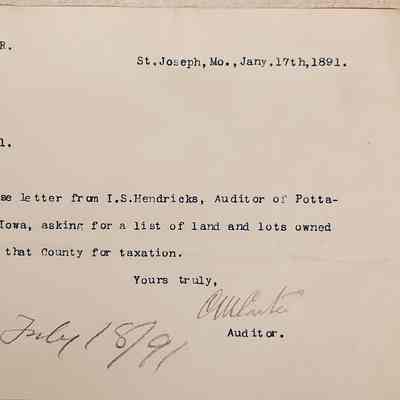 R.
St.Joseph,Mo.,Jany.17th,1891.
l.
se letter from I.S.Hendricks, Auditor of Potta-
Iowa, asking for a list of land and lots owned
that County for taxation.
Yours truly,
Auditor.
July 18/91